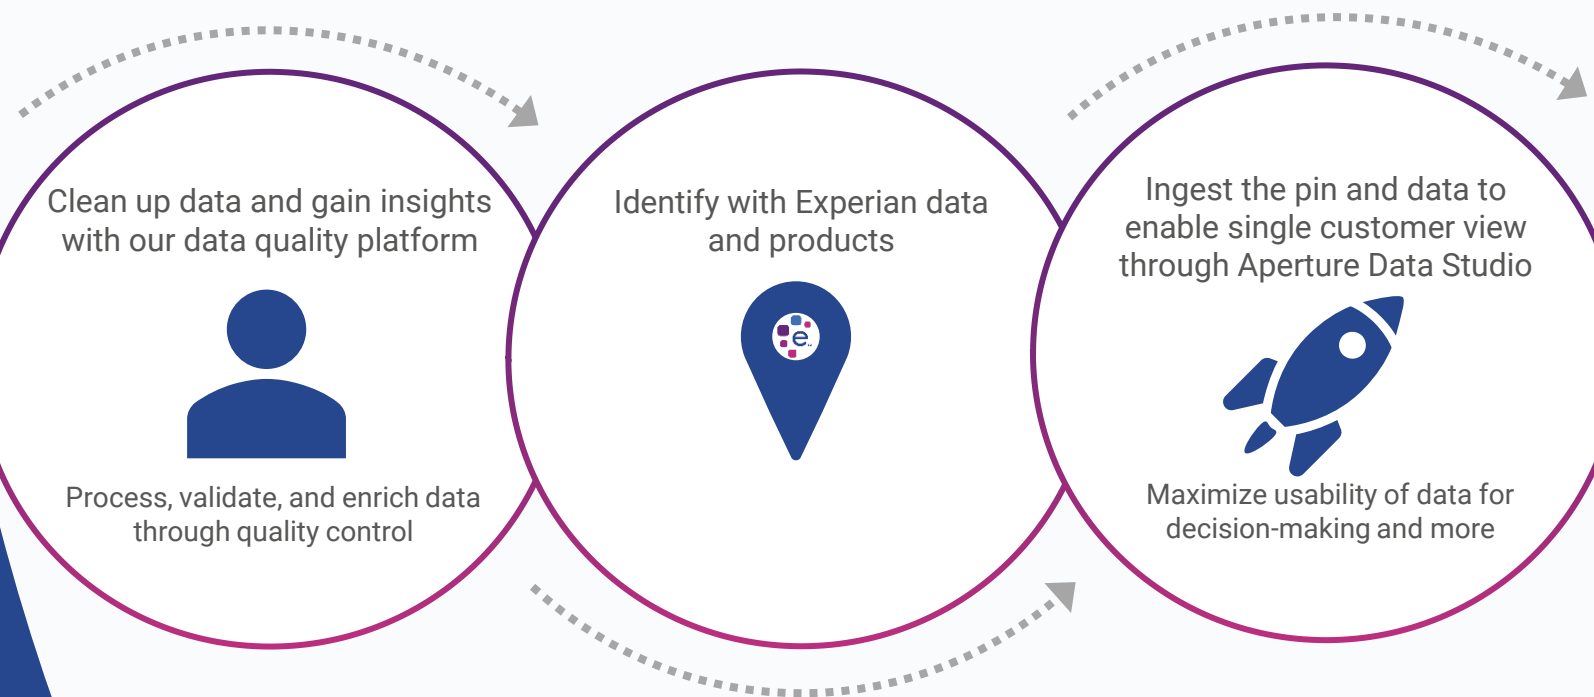 Clean up data and gain insights
with our data quality platform
Process, validate, and enrich data
through quality control
Identify with Experian data
and products
e
Ingest the pin and data to
enable single customer view
through Aperture Data Studio
Maximize usability of data for
decision-making and more